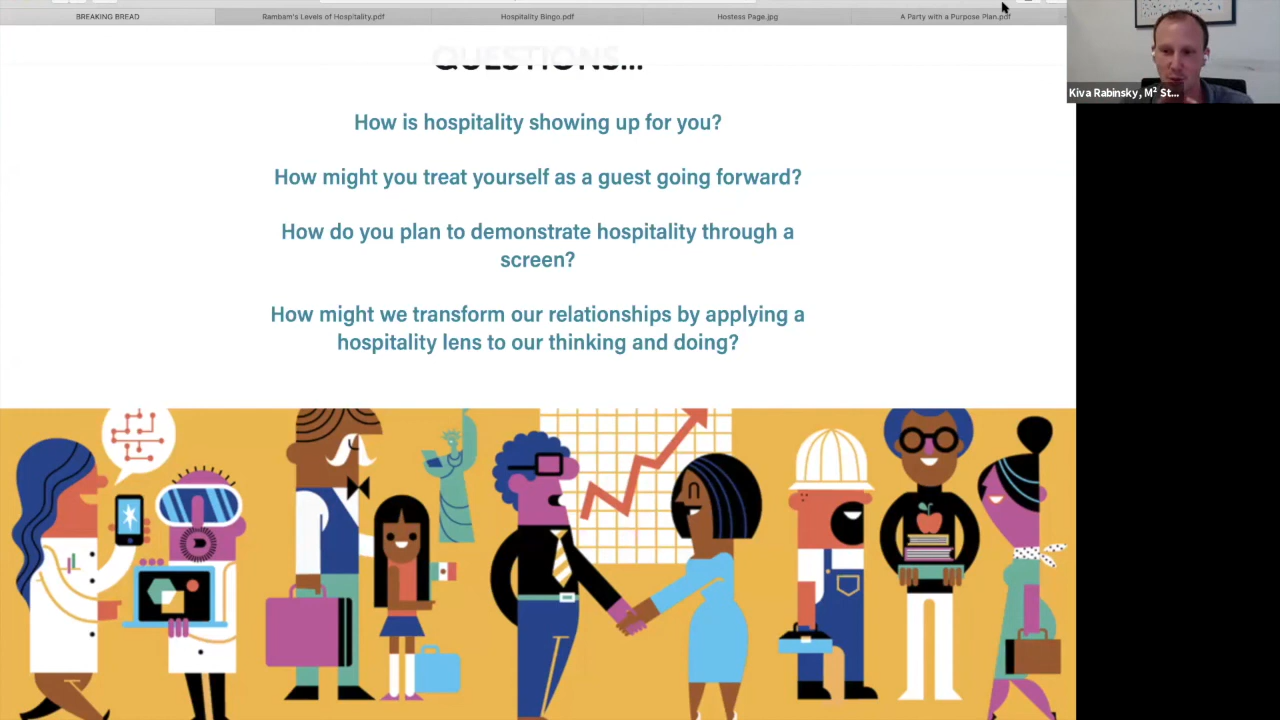 BREAKING BREAD
Rambam's Levels of Hospitality.pdf
Hospitality Bingo.pdf
Hostess Page.jpg
A Party with a Purpose Plan.pdf
QUESTIONS...
Kiva Rabinsky, M² St...
How is hospitality showing up for you?
How might you treat yourself as a guest going forward?
How do you plan to demonstrate hospitality through a
screen?
How might we transform our relationships by applying a
hospitality lens to our thinking and doing?